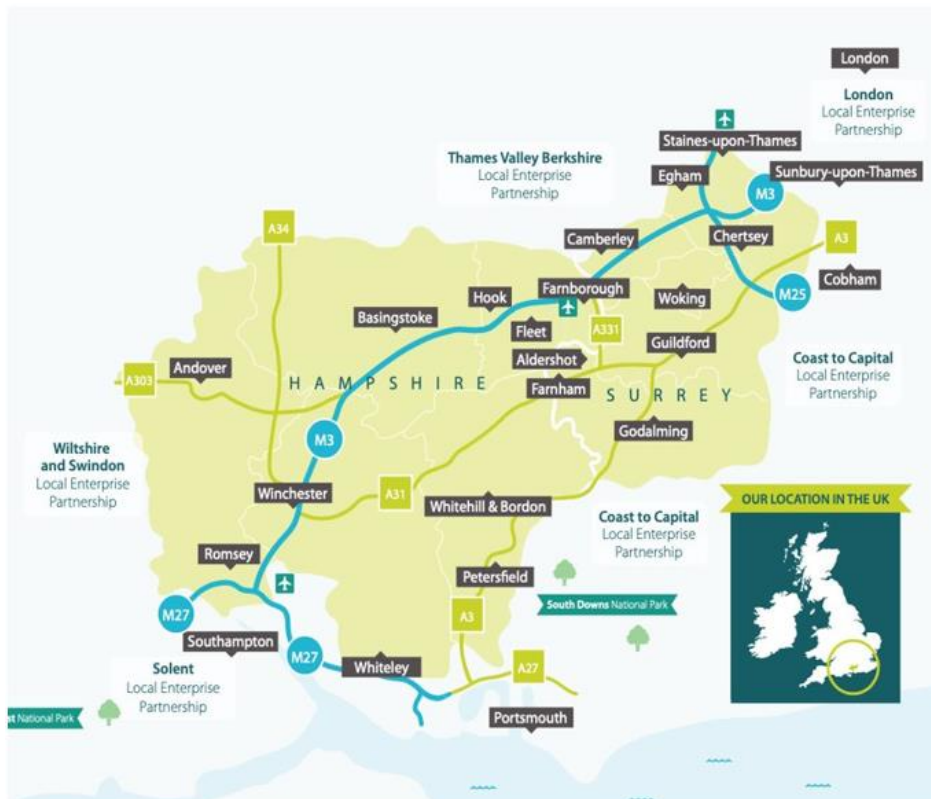 London
London
Local Enterprise
Partnership
Staines-upon-Thames
Thames Valley Berkshire
Local Enterprise
Partnership
Egham
Sunbury-upon-Thames
M3
A34
Camberley
Chertsey
A3
Cobham
Farnborough
Hook
Woking
M25
Basingstoke
Fleet
A331
Guildford
Aldershot
Andover
A303
HAMPSHIRE
Farnham
SURREY
Coast to Capital
Local Enterprise
Partnership
Godalming
M3
Wiltshire
and Swindon
Local Enterprise
Partnership
Winchester
A31
Whitehill & Bordon
OUR LOCATION IN THE UK
Coast to Capital
Local Enterprise
Partnership
Romsey
Petersfield
South Downs National Park
M27
A3
Southampton
M27
Whiteley
A27
Solent
Local Enterprise
Partnership
st National Park
Portsmouth